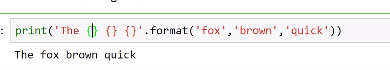 : print('The {} {} {}'.format('fox','brown','quick'))
The fox brown quick